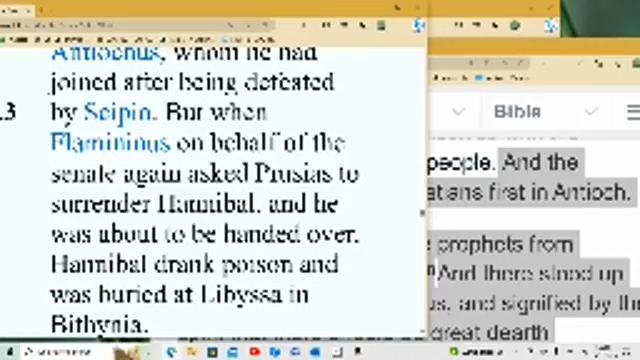 Antiochus, whom he had
joined after being defeated
.3 by Scipio. But when
Flamininus on behalf of the
senate again asked Prusias to
surrender Hannibal, and he
was about to be handed over,
Hannibal drank poison and
was buried at Libyssa in
Bithynia.
Bible
people. And the
stians first in Antioch.
prophets from
And there stood up
us, and signified by the
great dearth